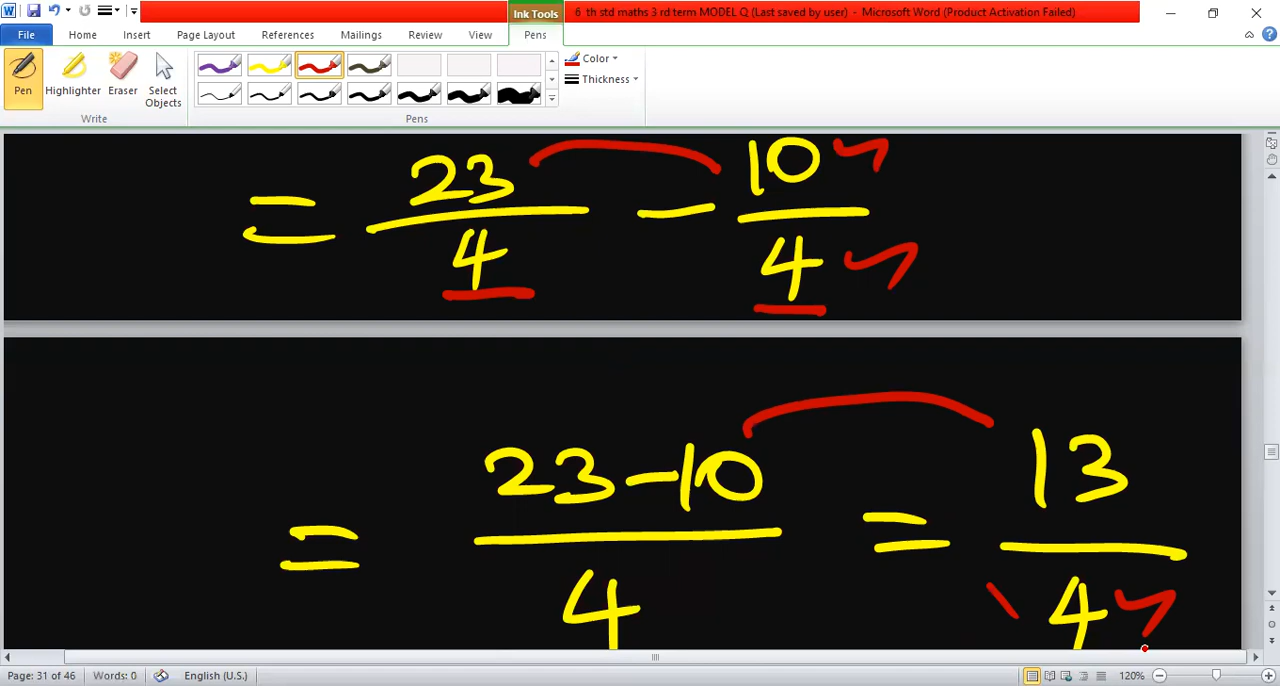 6 th std maths 3 rd term MODEL Q (Last saved by user) - Microsoft Word (Product Activation Failed)
Ink Tools
File Home Insert Page Layout References Mailings Review View Pens
Pen Highlighter Eraser Select Objects
Color
Thickness
Write Pens
= 23/4 - 10/4
= 23-10/4 = 13/4
Page: 31 of 46 Words: 0 English (U.S.) 120%